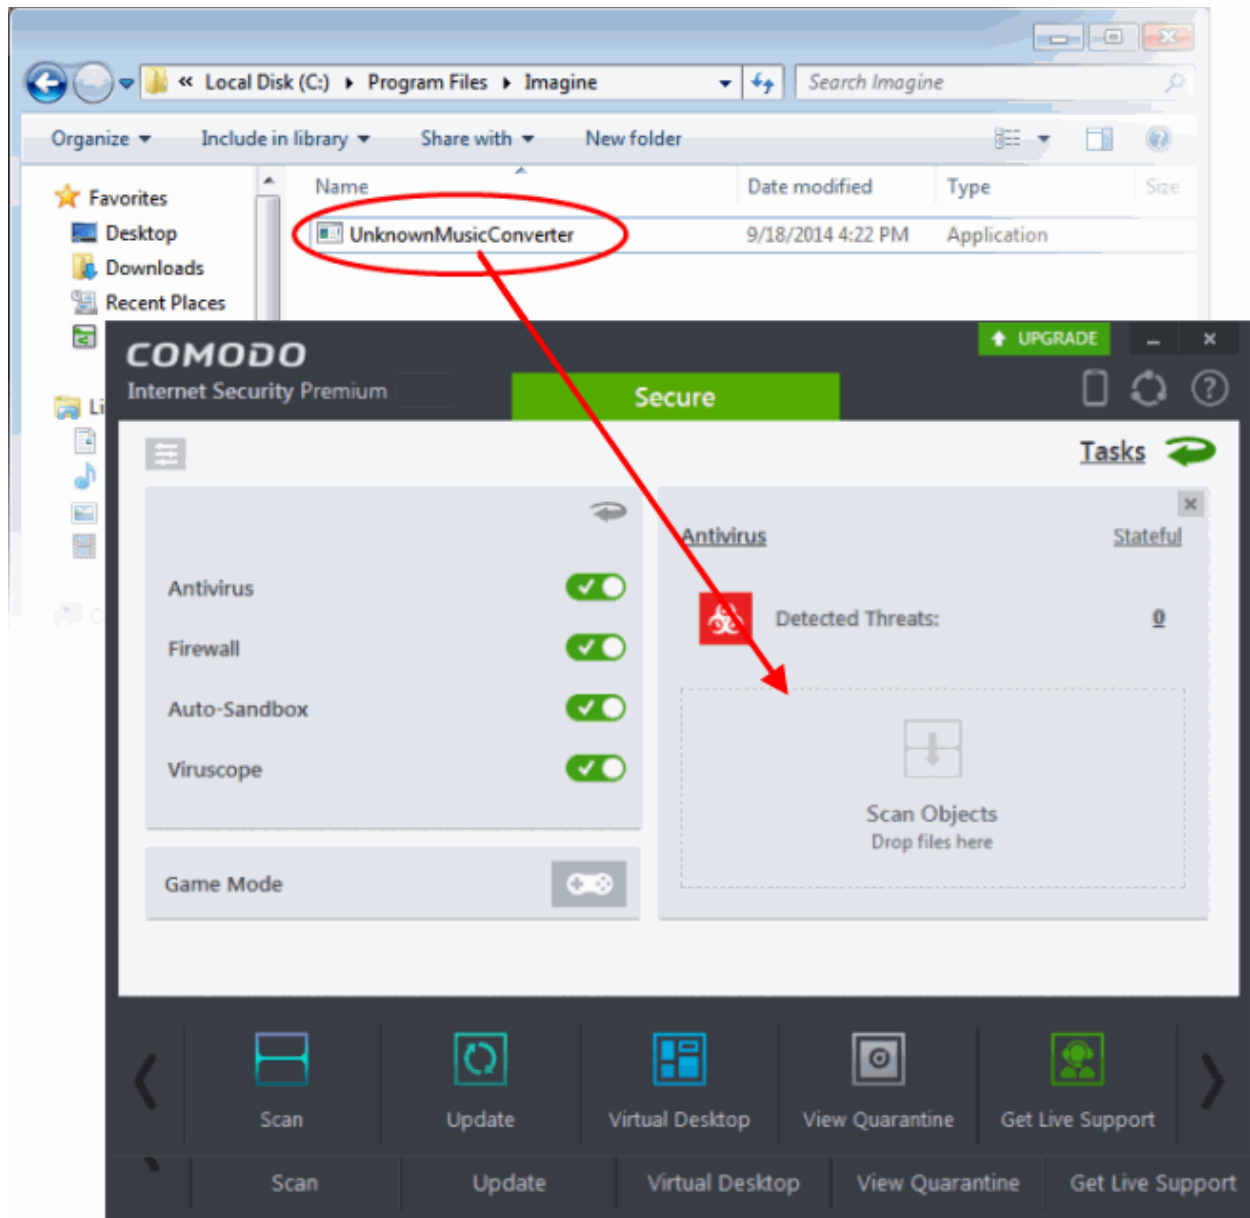 « Local Disk (C:) Program Files Imagine Search Imagine
Organize Include in library Share with New folder
Name Date modified Type Size
Favorites
UnknownMusicConverter 9/18/2014 4:22 PM Application
Desktop
Downloads
Recent Places
Li
COMODO
Internet Security Premium
Secure
UPGRADE
Tasks
Antivirus Stateful
Detected Threats: 0
Antivirus
Firewall
Auto-Sandbox
Viruscope
Scan Objects
Drop files here
Game Mode
Scan Update Virtual Desktop View Quarantine Get Live Support
Scan Update Virtual Desktop View Quarantine Get Live Support